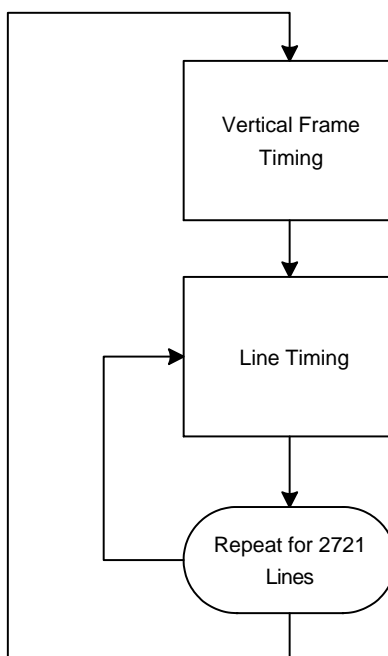 Vertical Frame
Timing
Line Timing
Repeat for 2721
Lines